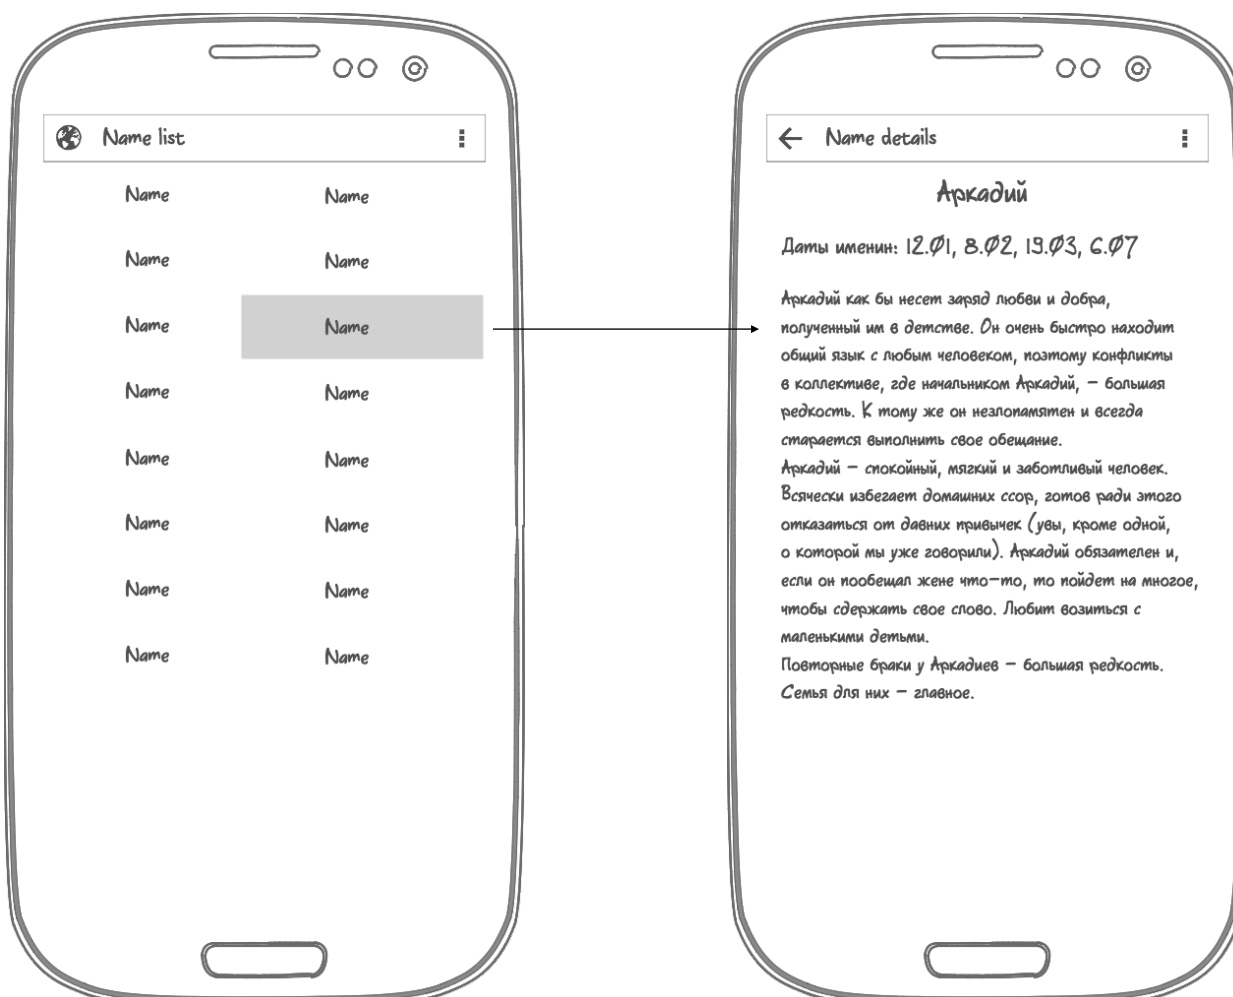 Name list
Name Name
Name Name
Name Name
Name Name
Name Name
Name Name
Name Name
Name Name
Name details
Аркадий
Даты именин: 12.01, 8.02, 19.03, 6.07
Аркадий как бы несет заряд любви и добра,
полученный им в детстве. Он очень быстро находит
общий язык с любым человеком, поэтому конфликты
в коллективе, где начальником Аркадий, – большая
редкость. К тому же он незлопамятен и всегда
старается выполнить свое обещание.
Аркадий – спокойный, мягкий и заботливый человек.
Всячески избегает домашних ссор, готов ради этого
отказаться от давних привычек (увы, кроме одной,
о которой мы уже говорили). Аркадий обязателен и,
если он пообещал жене что-то, то пойдет на многое,
чтобы сдержать свое слово. Любит возиться с
маленькими детьми.
Повторные браки у Аркадиев – большая редкость.
Семья для них – главное.